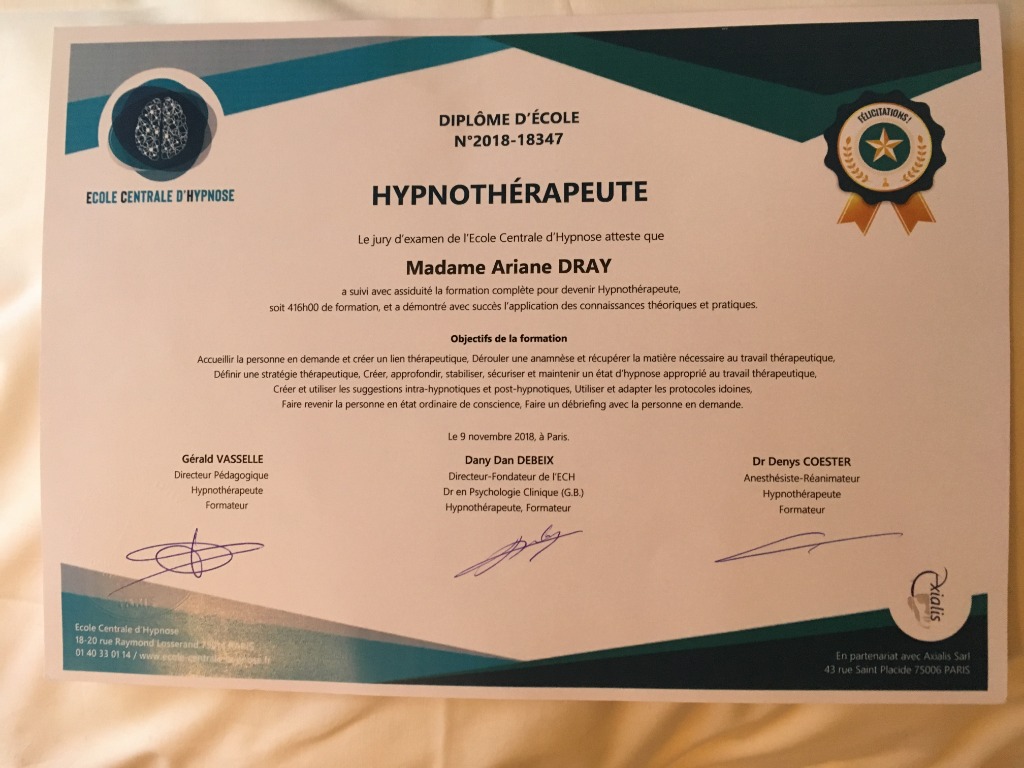 DIPLÔME D'ÉCOLE
N°2018-18347
FÉLICITATIONS!
ECOLE CENTRALE D'HYPNOSE
HYPNOTHÉRAPEUTE
Le jury d'examen de l'Ecole Centrale d'Hypnose atteste que
Madame Ariane DRAY
a suivi avec assiduité la formation complète pour devenir Hypnothérapeute,
soit 416h00 de formation, et a démontré avec succès l'application des connaissances théoriques et pratiques.
Objectifs de la formation
Accueillir la personne en demande et créer un lien thérapeutique, Dérouler une anamnèse et récupérer la matière nécessaire au travail thérapeutique,
Définir une stratégie thérapeutique, Créer, approfondir, stabiliser, sécuriser et maintenir un état d'hypnose approprié au travail thérapeutique,
Créer et utiliser les suggestions intra-hypnotiques et post-hypnotiques, Utiliser et adapter les protocoles idoines,
Faire revenir la personne en état ordinaire de conscience, Faire un débriefing avec la personne en demande.
Le 9 novembre 2018, à Paris.
Gérald VASSELLE
Directeur Pédagogique
Hypnothérapeute
Formateur
Dany Dan DEBEIX
Directeur-Fondateur de l'ECH
Dr en Psychologie Clinique (G.B.)
Hypnothérapeute, Formateur
Dr Denys COESTER
Anesthésiste-Réanimateur
Hypnothérapeute
Formateur
Ecole Centrale d'Hypnose
18-20 rue Raymond Losserand 75014 PARIS
01 40 33 01 14 / www.ecole-centrale-hypnose.fr
Axialis
En partenariat avec Axialis Sarl
43 rue Saint Placide 75006 PARIS